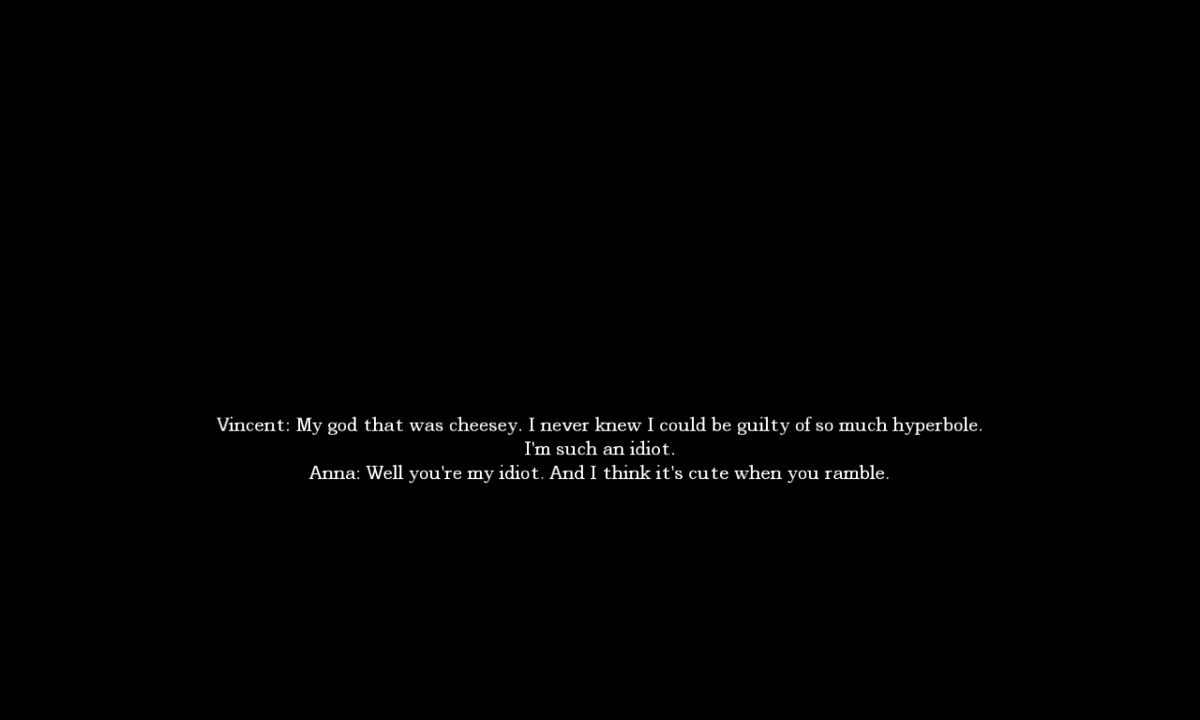 Vincent: My god that was cheesey. I never knew I could be guilty of so much hyperbole.
I'm such an idiot.
Anna: Well you're my idiot. And I think it's cute when you ramble.